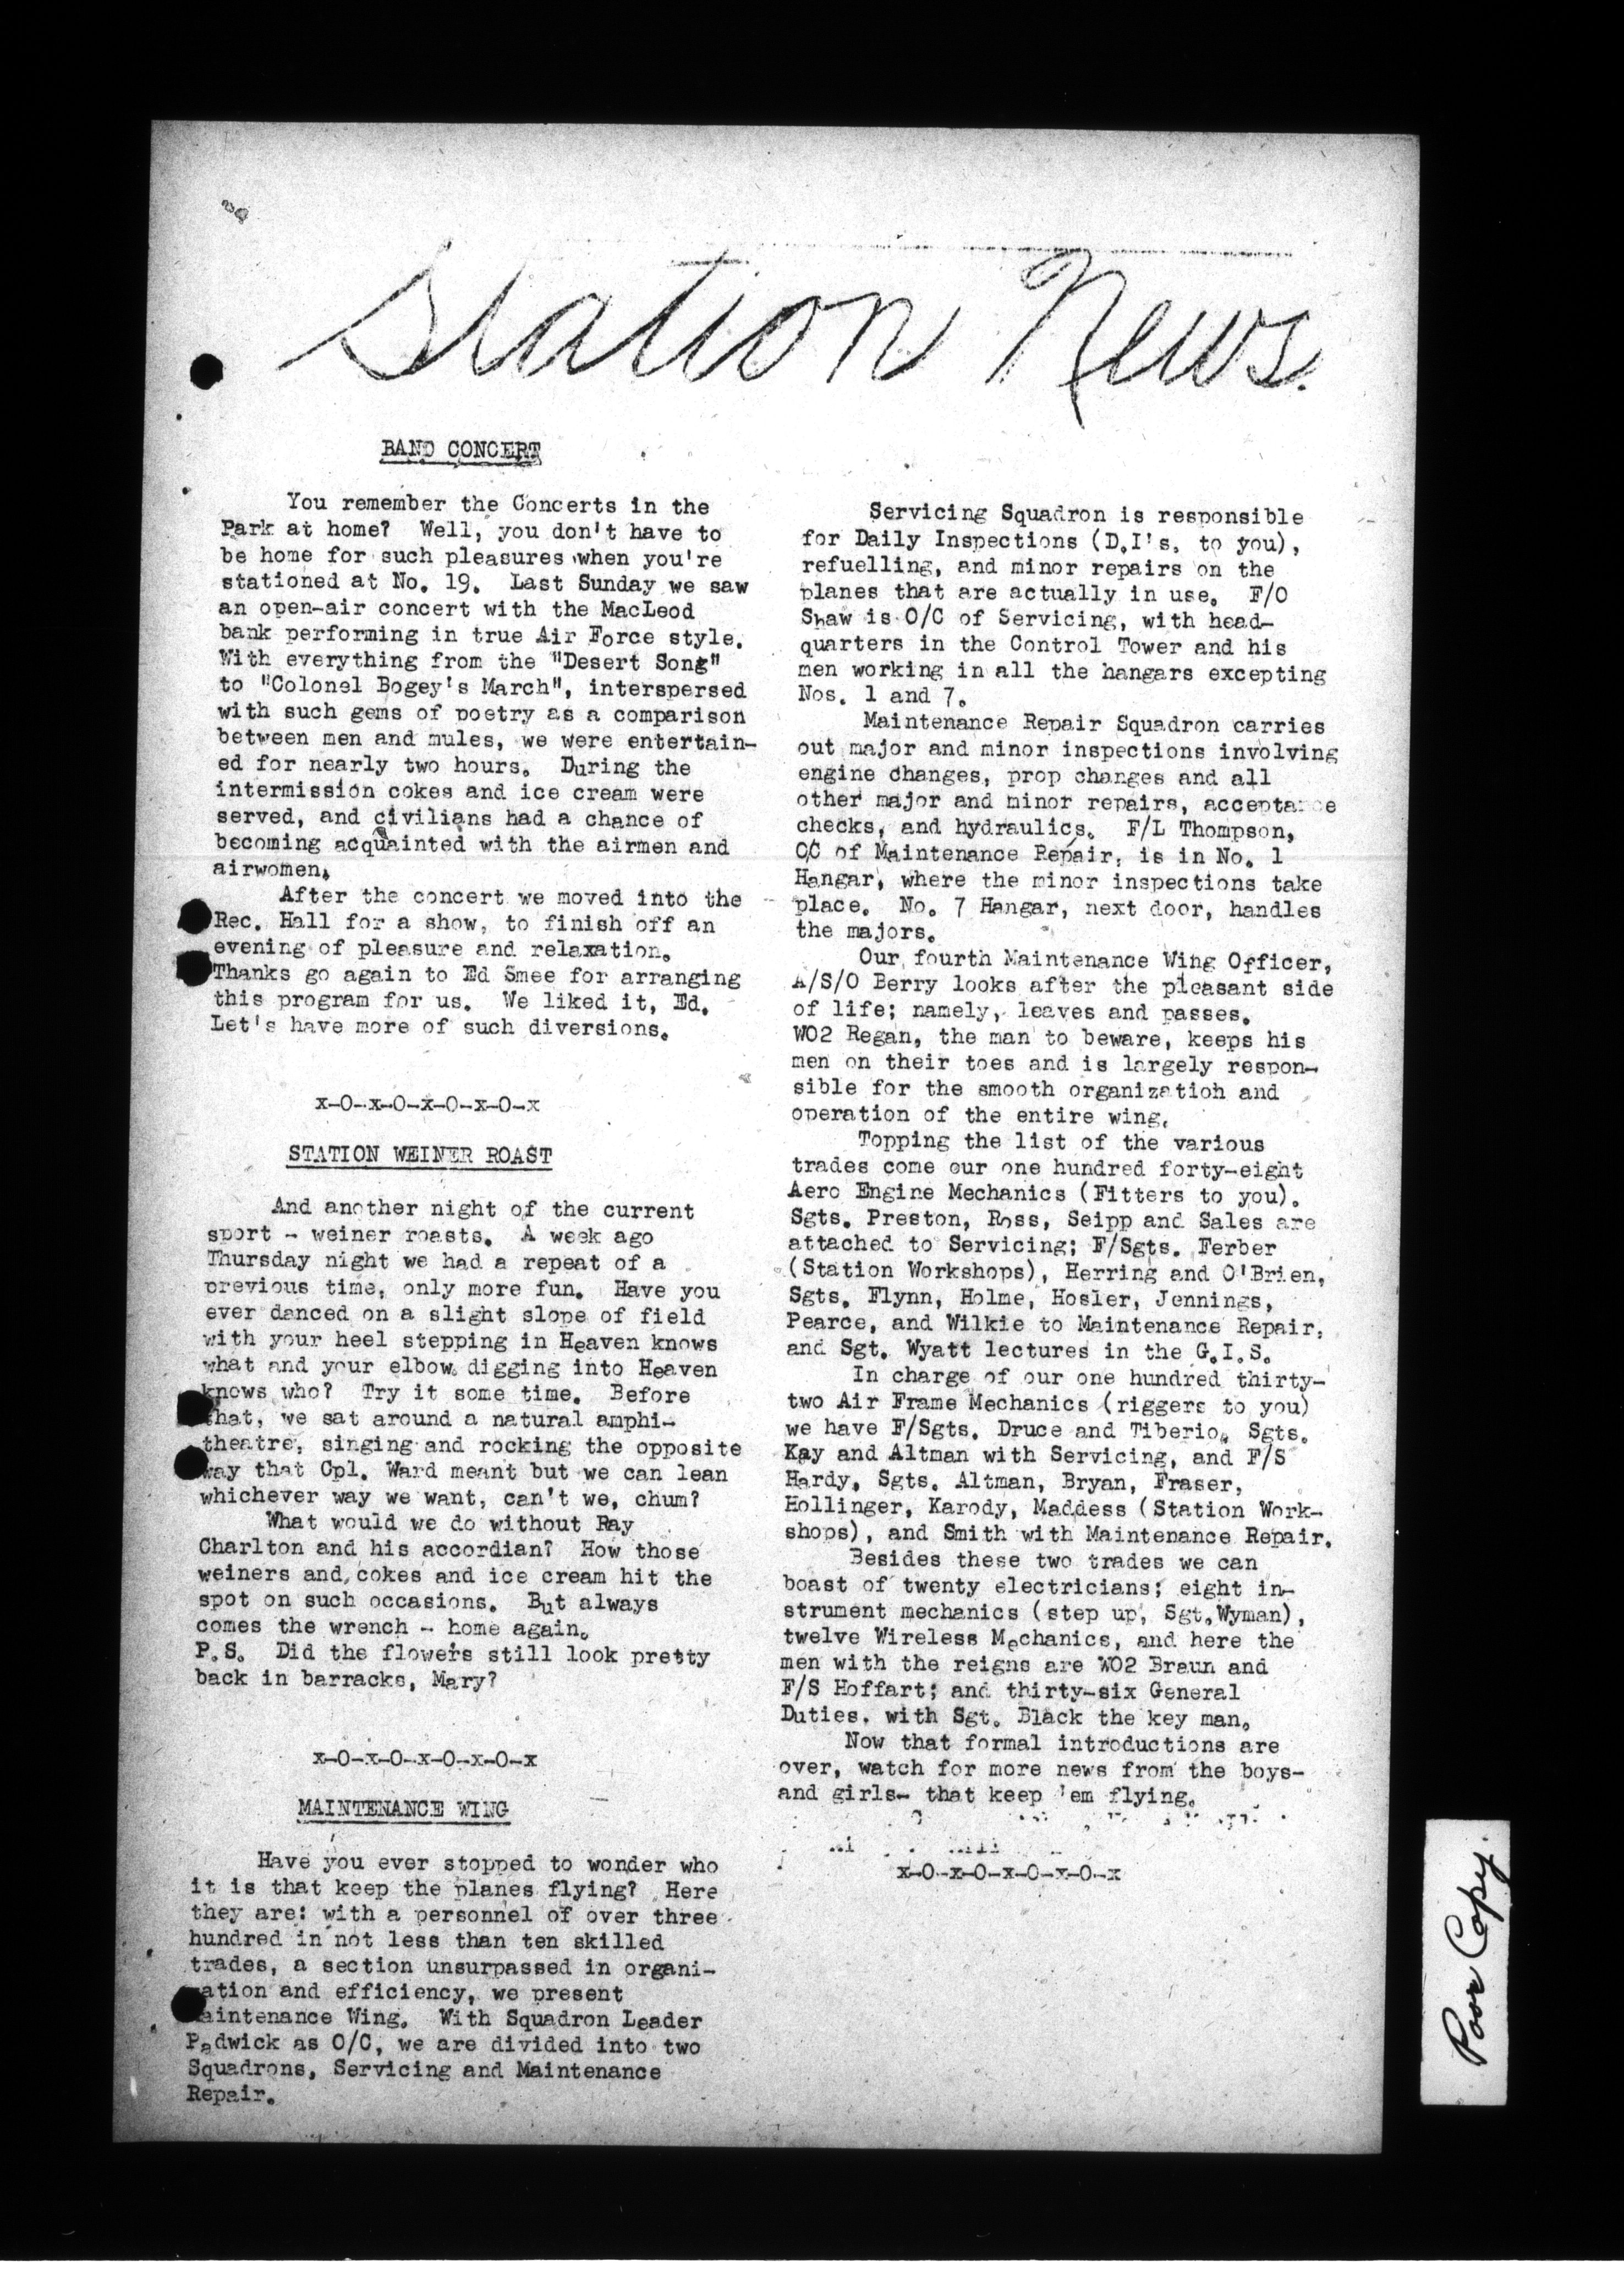 Station News.
BAND CONCERT
You remember the Concerts in the
Park at home? Well, you don't have to
be home for such pleasures when you're
stationed at No. 19. Last Sunday we saw
an open-air concert with the MacLeod
bank performing in true Air Force style.
With everything from the "Desert Song"
to "Colonel Bogey's March", interspersed
with such gems of poetry as a comparison
between men and mules, we were entertain-
ed for nearly two hours. During the
intermission cokes and ice cream were
served, and civilians had a chance of
becoming acquainted with the airmen and
airwomen.
After the concert we moved into the
Rec. Hall for a show, to finish off an
evening of pleasure and relaxation.
Thanks go again to Ed Smee for arranging
this program for us. We liked it, Ed.
Let's have more of such diversions.
x-O-x-O-x-O-x-O-x
STATION WEINER ROAST
And another night of the current
sport - weiner roasts. A week ago
Thursday night we had a repeat of a
previous time, only more fun. Have you
ever danced on a slight slope of field
with your heel stepping in Heaven knows
what and your elbow digging into Heaven
knows who? Try it some time. Before
that, we sat around a natural amphi-
theatre, singing and rocking the opposite
way that Cpl. Ward meant but we can lean
whichever way we want, can't we, chum?
What would we do without Ray
Charlton and his accordian? How those
weiners and cokes and ice cream hit the
spot on such occasions. But always
comes the wrench - home again.
P.S. Did the flowers still look pretty
back in barracks, Mary?
x-O-x-O-x-O-x-O-x
MAINTENANCE WING
Have you ever stopped to wonder who
it is that keep the planes flying? Here
they are: with a personnel of over three
hundred in not less than ten skilled
trades, a section unsurpassed in organi-
zation and efficiency, we present
Maintenance Wing. With Squadron Leader
Padwick as O/C, we are divided into two
Squadrons, Servicing and Maintenance
Repair.
Servicing Squadron is responsible
for Daily Inspections (D.I's. to you),
refuelling, and minor repairs on the
planes that are actually in use. F/O
Shaw is O/C of Servicing, with head-
quarters in the Control Tower and his
men working in all the hangars excepting
Nos. 1 and 7.
Maintenance Repair Squadron carries
out major and minor inspections involving
engine changes, prop changes and all
other major and minor repairs, acceptance
checks, and hydraulics. F/L Thompson,
OC of Maintenance Repair, is in No. 1
Hangar, where the minor inspections take
place. No. 7 Hangar, next door, handles
the majors.
Our fourth Maintenance Wing Officer,
A/S/O Berry looks after the pleasant side
of life; namely, leaves and passes.
WO2 Regan, the man to beware, keeps his
men on their toes and is largely respon-
sible for the smooth organization and
operation of the entire wing.
Topping the list of the various
trades come our one hundred forty-eight
Aero Engine Mechanics (Fitters to you).
Sgts. Preston, Ross, Seipp and Sales are
attached to Servicing; F/Sgts. Ferber
(Station Workshops), Herring and O'Brien,
Sgts. Flynn, Holme, Hosler, Jennings,
Pearce, and Wilkie to Maintenance Repair,
and Sgt. Wyatt lectures in the G.I.S.
In charge of our one hundred thirty-
two Air Frame Mechanics (riggers to you)
we have F/Sgts. Druce and Tiberio, Sgts.
Kay and Altman with Servicing, and F/S
Hardy, Sgts. Altman, Bryan, Fraser,
Hollinger, Karody, Maddess (Station Work-
shops), and Smith with Maintenance Repair.
Besides these two trades we can
boast of twenty electricians; eight in-
strument mechanics (step up, Sgt. Wyman),
twelve Wireless Mechanics, and here the
men with the reigns are WO2 Braun and
F/S Hoffart; and thirty-six General
Duties, with Sgt. Black the key man.
Now that formal introductions are
over, watch for more news from the boys-
and girls- that keep 'em flying.
x-O-x-O-x-O-x-O-x
Poor Copy